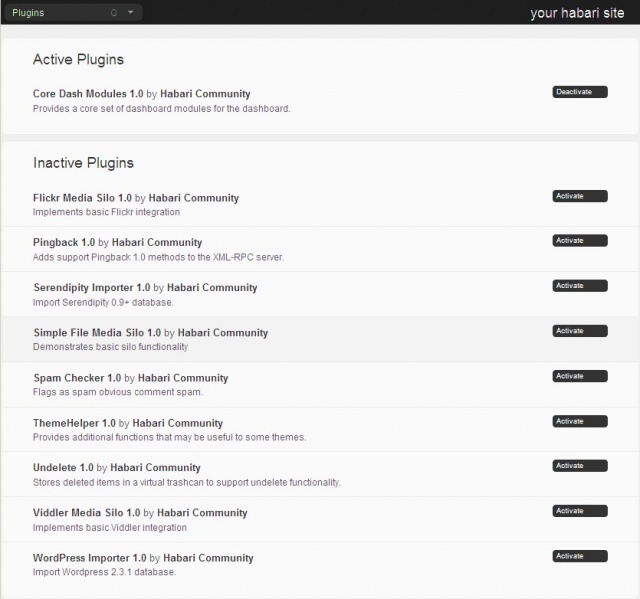 Plugins Q your habari site
Active Plugins
Core Dash Modules 1.0 by Habari Community Deactivate
Provides a core set of dashboard modules for the dashboard.
Inactive Plugins
Flickr Media Silo 1.0 by Habari Community Activate
Implements basic Flickr integration
Pingback 1.0 by Habari Community Activate
Adds support Pingback 1.0 methods to the XML-RPC server.
Serendipity Importer 1.0 by Habari Community Activate
Import Serendipity 0.9+ database.
Simple File Media Silo 1.0 by Habari Community Activate
Demonstrates basic silo functionality
Spam Checker 1.0 by Habari Community Activate
Flags as spam obvious comment spam.
ThemeHelper 1.0 by Habari Community Activate
Provides additional functions that may be useful to some themes.
Undelete 1.0 by Habari Community Activate
Stores deleted items in a virtual trashcan to support undelete functionality.
Viddler Media Silo 1.0 by Habari Community Activate
Implements basic Viddler integration
WordPress Importer 1.0 by Habari Community Activate
Import Wordpress 2.3.1 database.